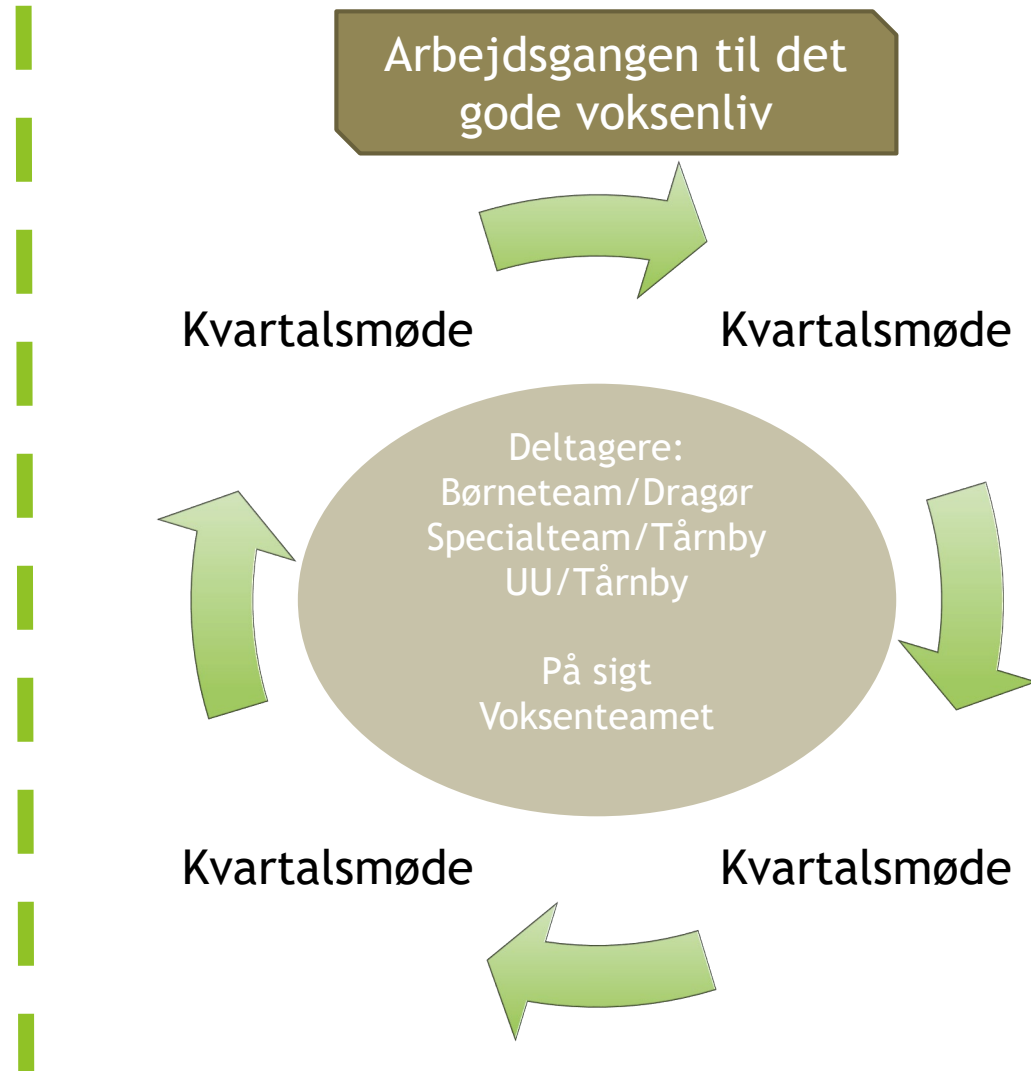 Arbejdsgangen til det
gode voksenliv
Kvartalsmøde
Kvartalsmøde
Deltagere:
Børneteam/Dragør
Specialteam/Tårnby
UU/Tårnby
På sigt
Voksenteamet
Kvartalsmøde
Kvartalsmøde